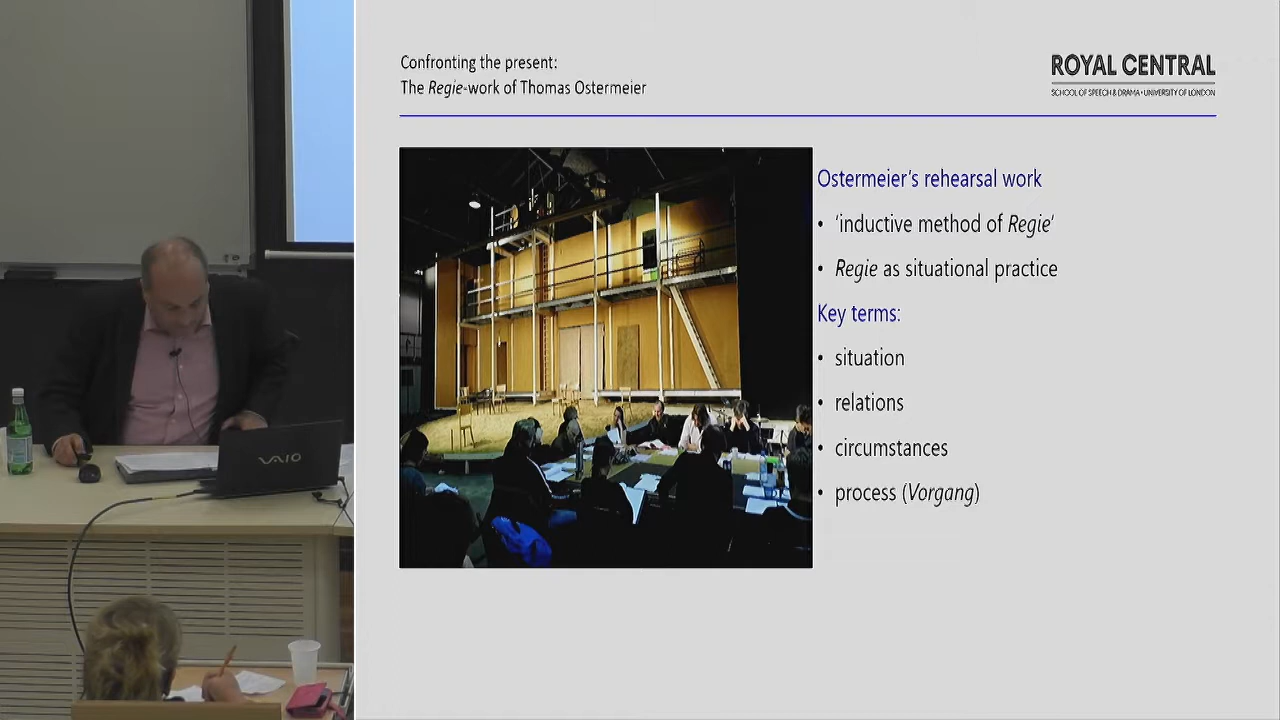 Confronting the present:
The Regie-work of Thomas Ostermeier
ROYAL CENTRAL
SCHOOL OF SPEECH & DRAMA • UNIVERSITY OF LONDON
Ostermeier's rehearsal work
• 'inductive method of Regie'
• Regie as situational practice
Key terms:
• situation
• relations
• circumstances
• process (Vorgang)
VAIO